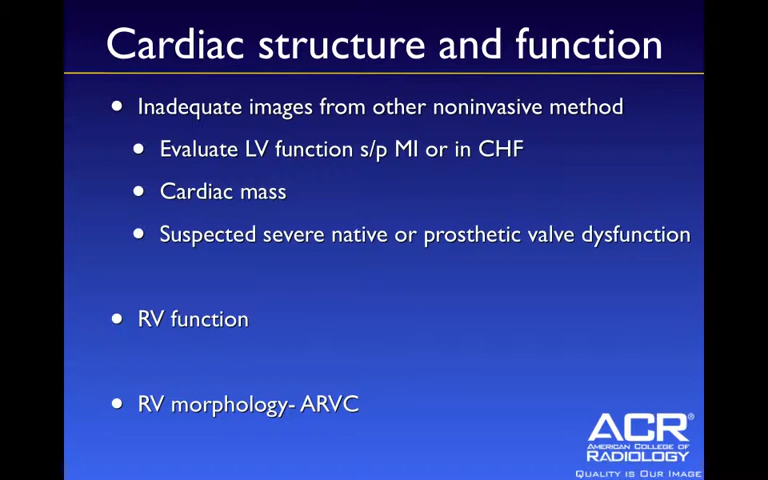 Cardiac structure and function
• Inadequate images from other noninvasive method
• Evaluate LV function s/p MI or in CHF
• Cardiac mass
• Suspected severe native or prosthetic valve dysfunction
• RV function
• RV morphology- ARVC
ACR®
AMERICAN COLLEGE OF
RADIOLOGY
QUALITY IS OUR IMAGE